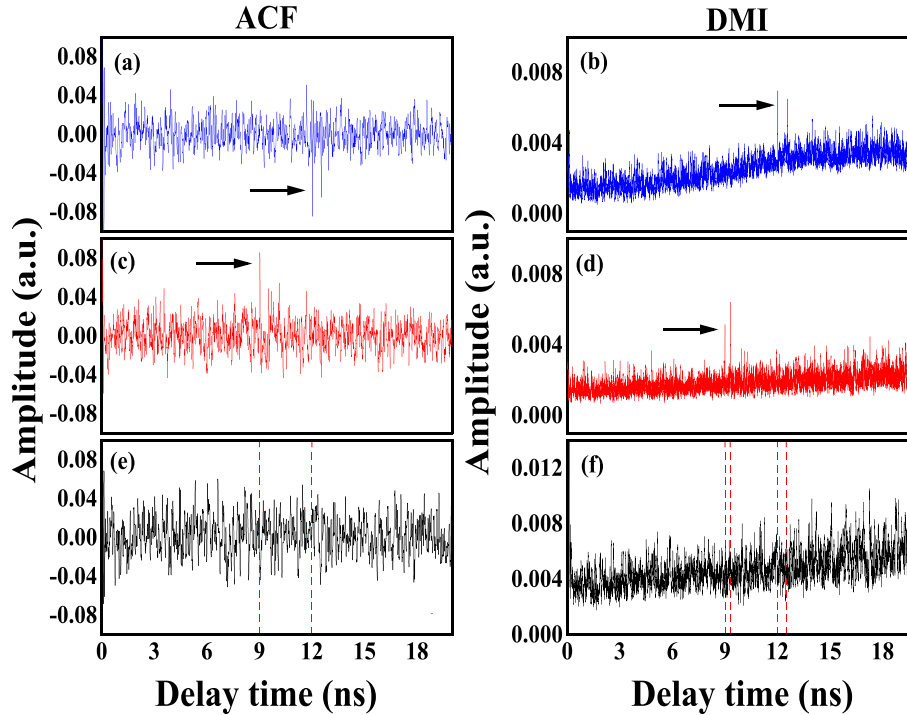 ACF
DMI
Amplitude (a.u.)
0.08
0.04
0.00
-0.04
-0.08
(a)
Amplitude (a.u.)
0.008
0.004
0.000
(b)
0.08
0.04
0.00
-0.04
-0.08
(c)
0.008
0.004
0.000
(d)
0.08
0.04
0.00
-0.04
-0.08
(e)
0.012
0.008
0.004
0.000
(f)
0 3 6 9 12 15 18
0 3 6 9 12 15 18
Delay time (ns)
Delay time (ns)